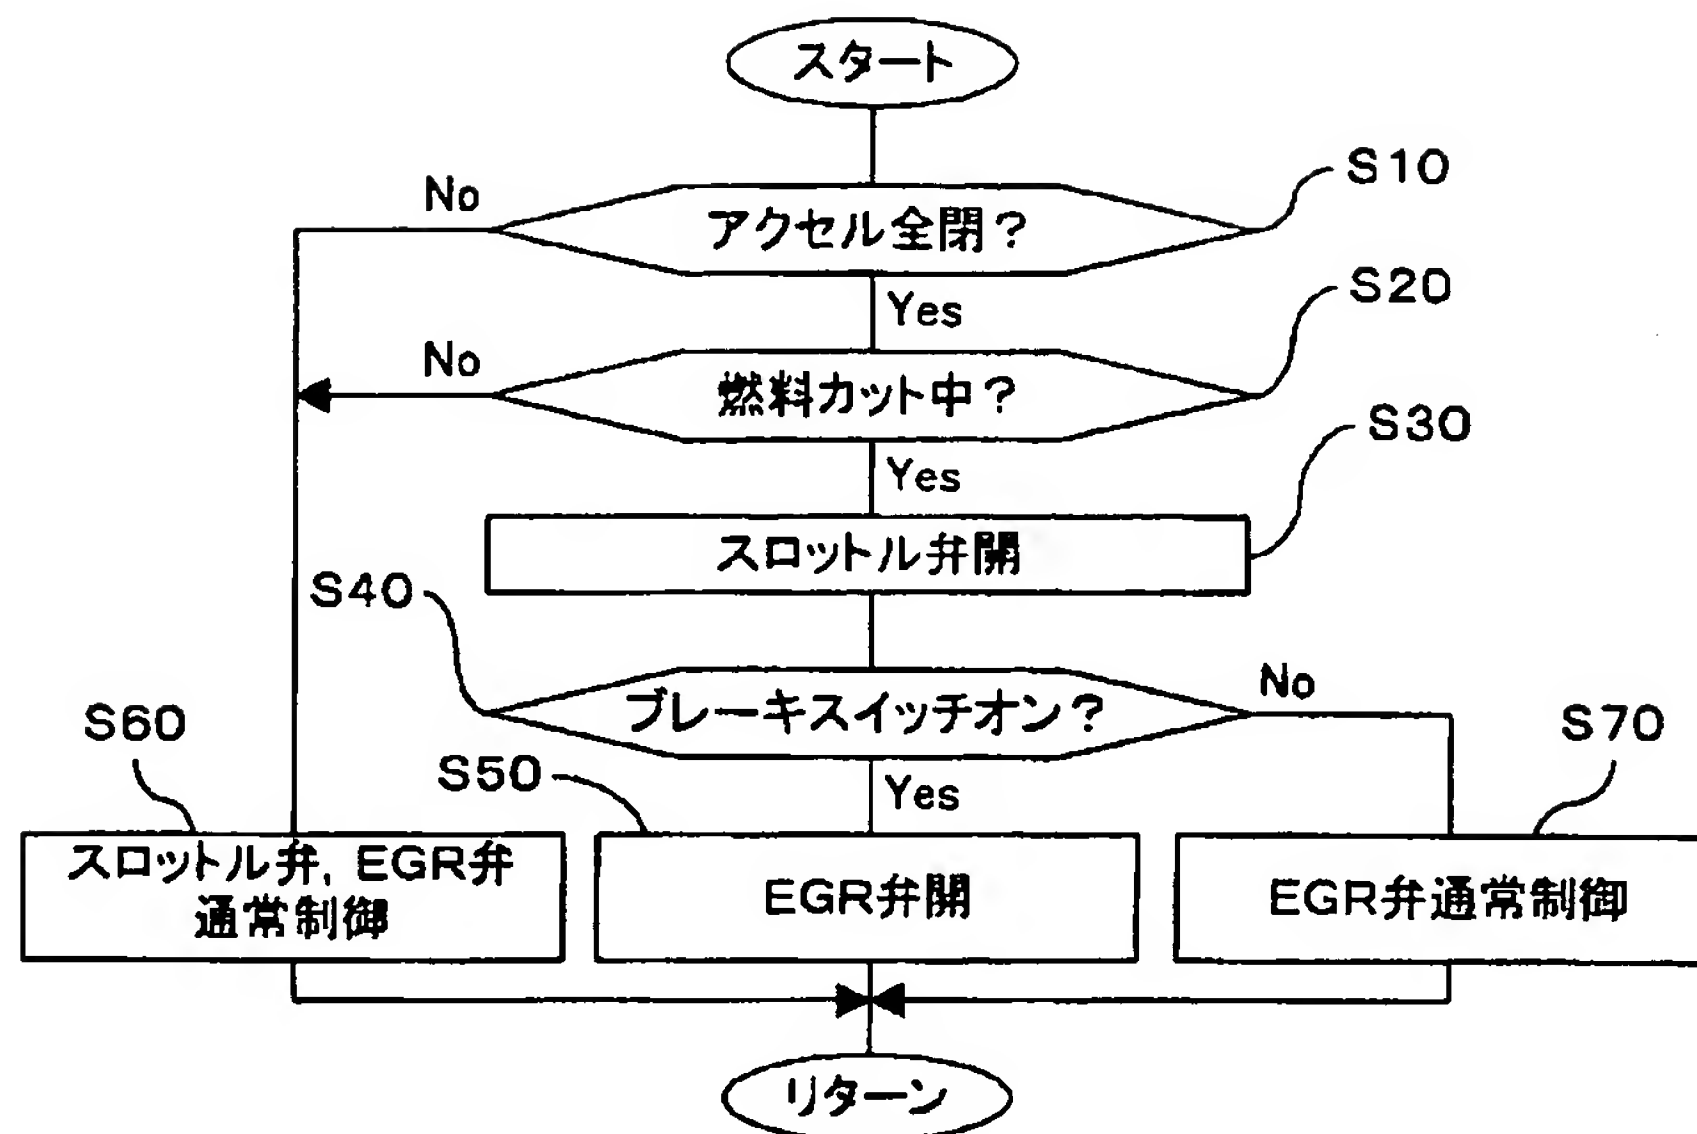 スタート
S10
No
アクセル全閉?
Yes
S20
No
燃料カット中?
Yes
S30
スロットル弁開
S40
ブレーキスイッチオン?
No
Yes
S60
S50
S70
スロットル弁, EGR弁
通常制御
EGR弁開
EGR弁通常制御
リターン